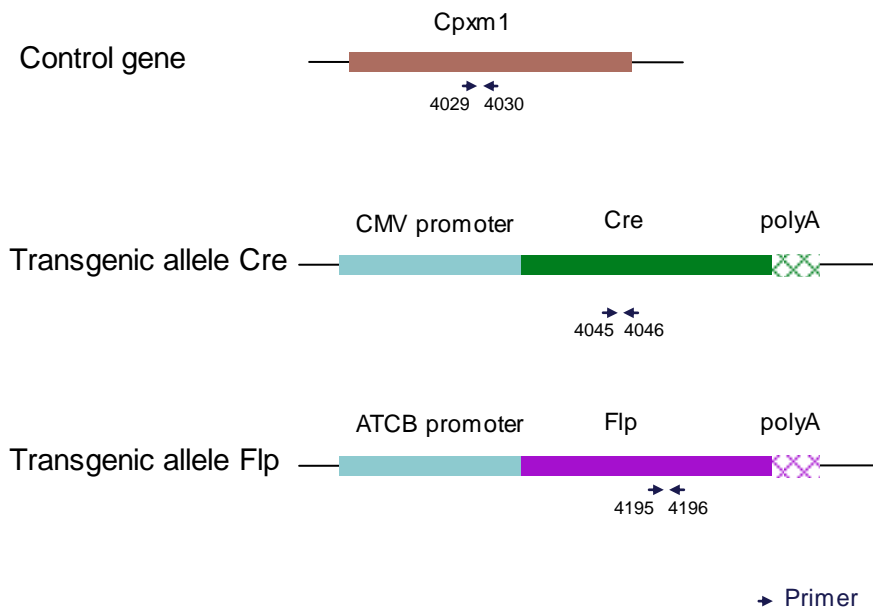 Cpxm1
Control gene
4029 4030
CMV promoter Cre polyA
Transgenic allele Cre
4045 4046
ATCB promoter Flp polyA
Transgenic allele Flp
4195 4196
Primer